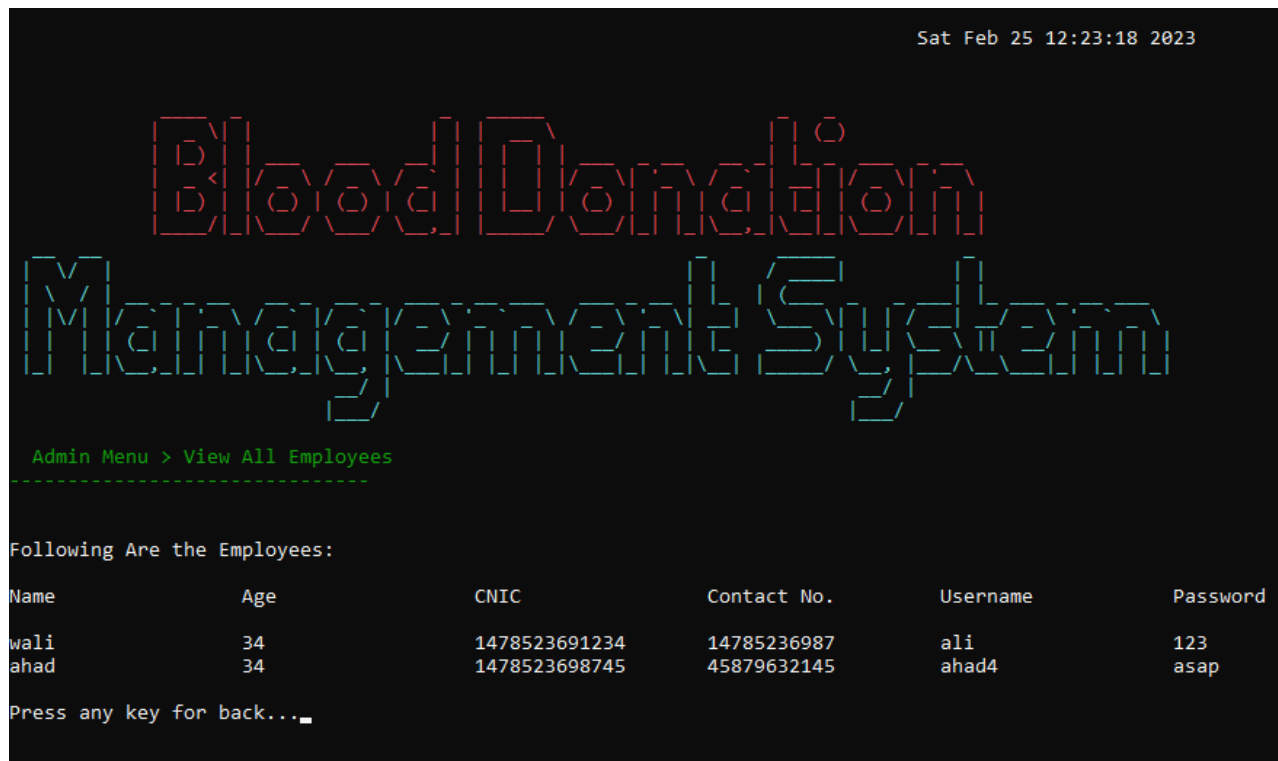 Sat Feb 25 12:23:18 2023
Blood Donation
Management System
Admin Menu > View All Employees
-------------------------------
Following Are the Employees:
Name Age CNIC Contact No. Username Password
wali 34 1478523691234 14785236987 ali 123
ahad 34 1478523698745 45879632145 ahad4 asap
Press any key for back...